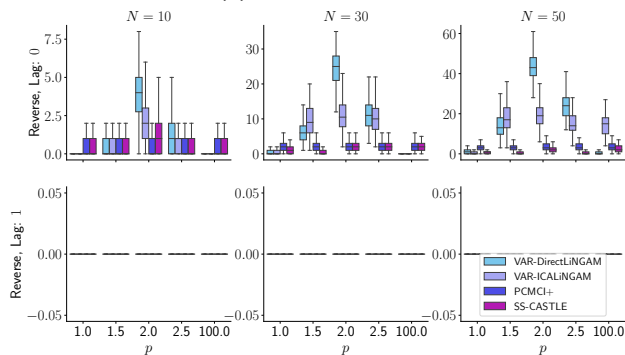 N = 10
N = 30
N = 50
Reverse, Lag: 0
7.5
5.0
2.5
0.0
30
20
10
0
60
40
20
0
Reverse, Lag: 1
0.05
0.00
−0.05
0.05
0.00
−0.05
0.05
0.00
−0.05
VAR-DirectLiNGAM
VAR-ICALiNGAM
PCMCI+
SS-CASTLE
1.0 1.5 2.0 2.5 100.0
1.0 1.5 2.0 2.5 100.0
1.0 1.5 2.0 2.5 100.0
p
p
p